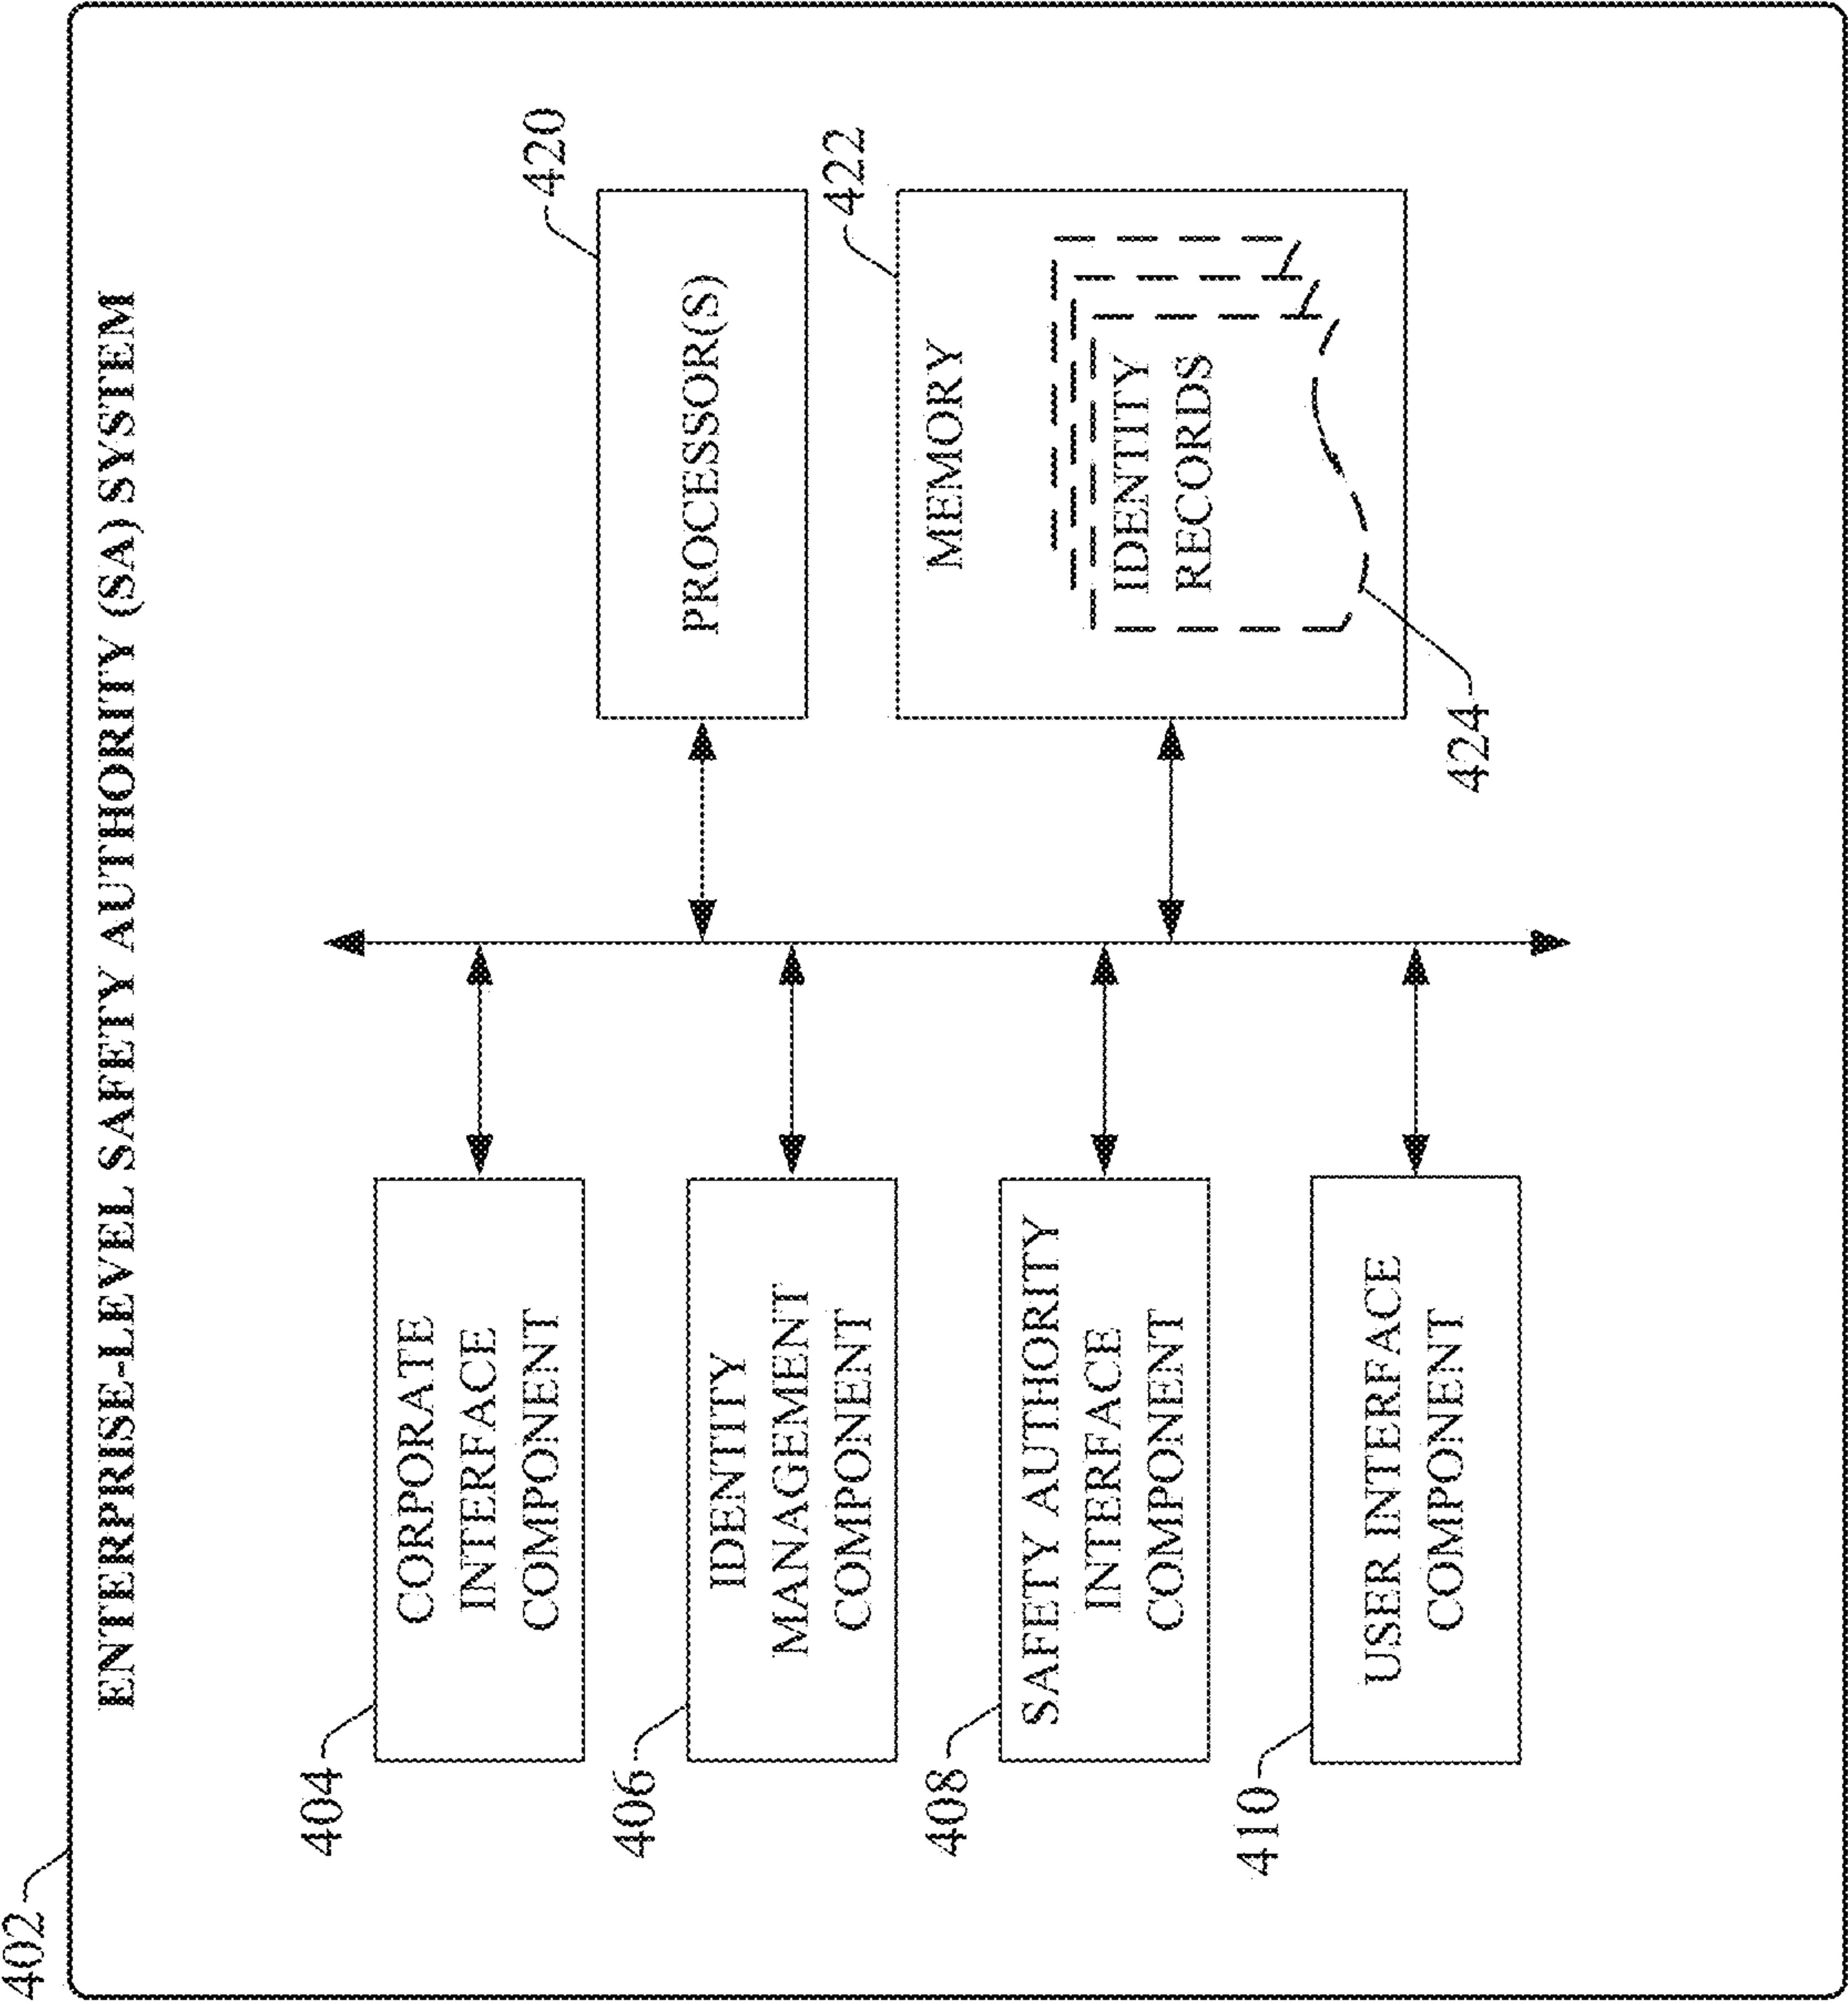 402
ENTERPRISE-LEVEL SAFETY AUTHORITY (SA) SYSTEM
404
CORPORATE
INTERFACE
COMPONENT
406
IDENTITY
MANAGEMENT
COMPONENT
408
SAFETY AUTHORITY
INTERFACE
COMPONENT
410
USER INTERFACE
COMPONENT
420
PROCESSOR(S)
422
MEMORY
IDENTITY
RECORDS
424